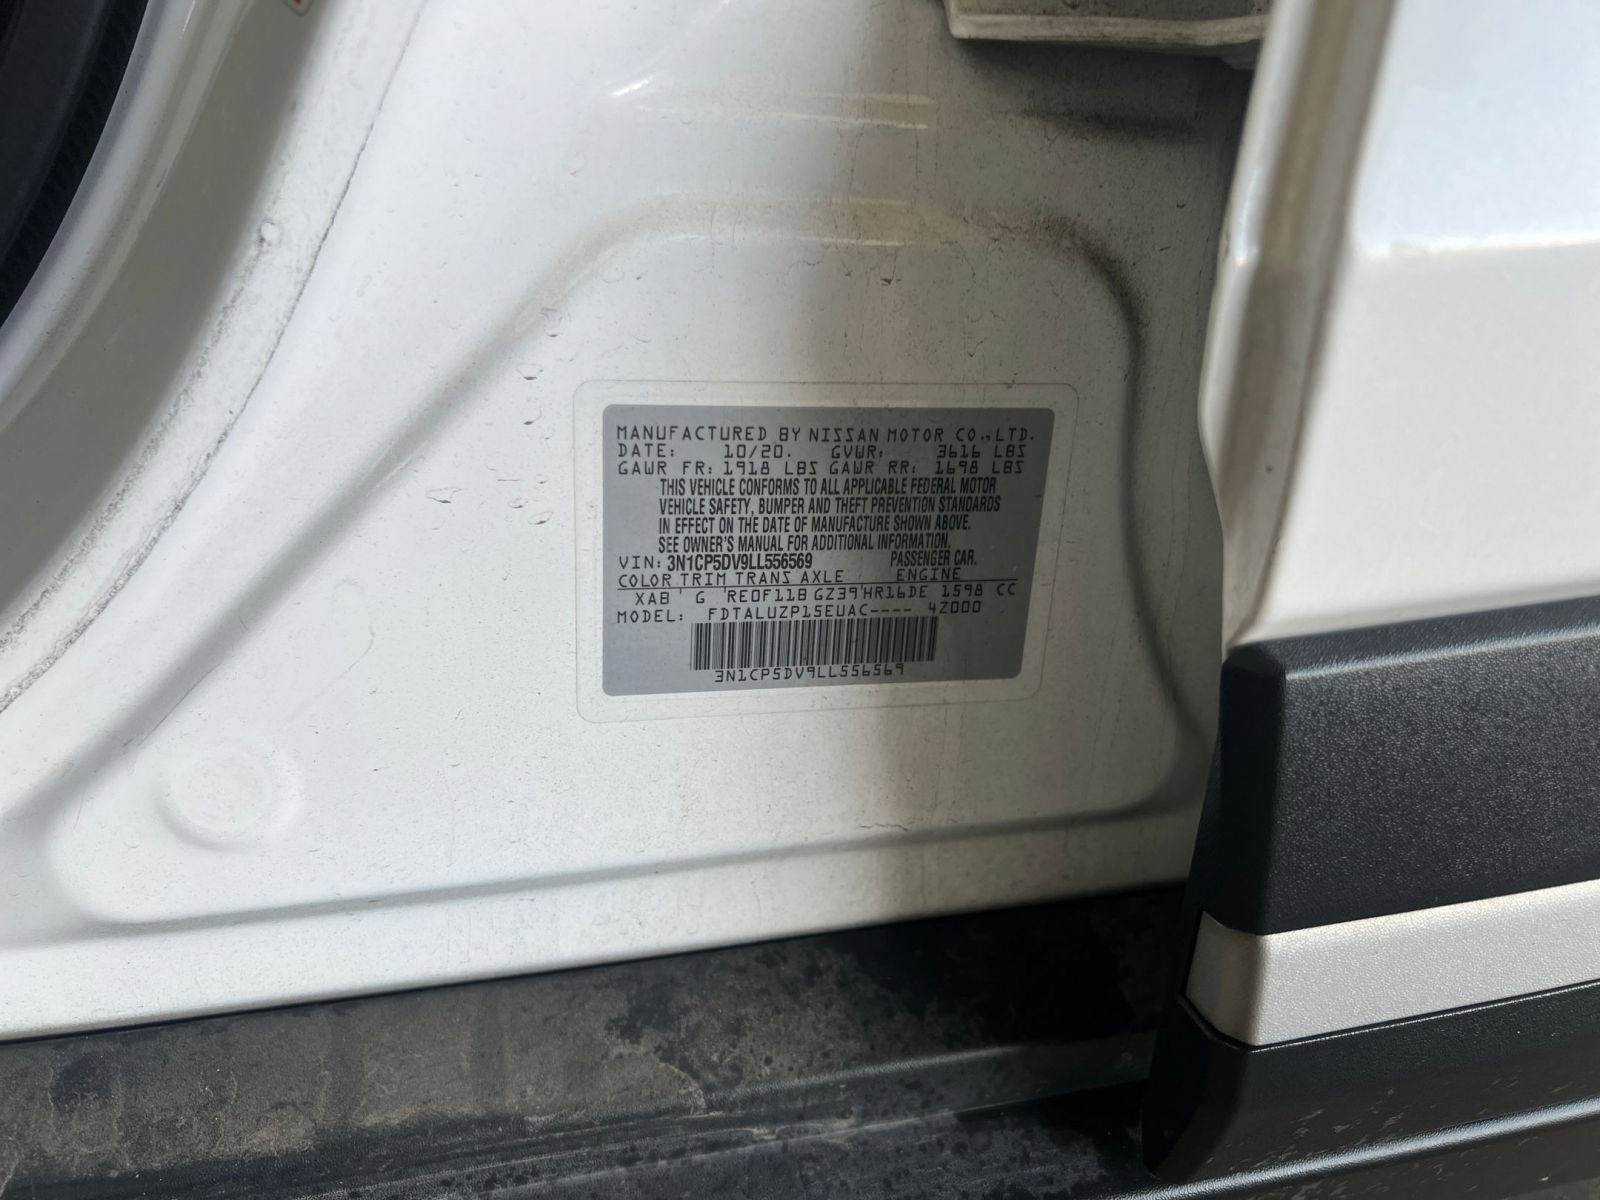 MANUFACTURED BY NISSAN MOTOR CO.,LTD.
DATE: 10/20. GVWR: 3616 LBS
GAWR FR: 1918 LBS GAWR RR: 1698 LBS
THIS VEHICLE CONFORMS TO ALL APPLICABLE FEDERAL MOTOR
VEHICLE SAFETY, BUMPER AND THEFT PREVENTION STANDARDS
IN EFFECT ON THE DATE OF MANUFACTURE SHOWN ABOVE.
SEE OWNER'S MANUAL FOR ADDITIONAL INFORMATION.
VIN: 3N1CP5DV9LL556569 PASSENGER CAR.
COLOR TRIM TRANS AXLE ENGINE
XAB G RE0F11B GZ39 HR16DE 1598 CC
MODEL: FDTALUZP15EUAC---- 4Z000
3N1CP5DV9LL556569